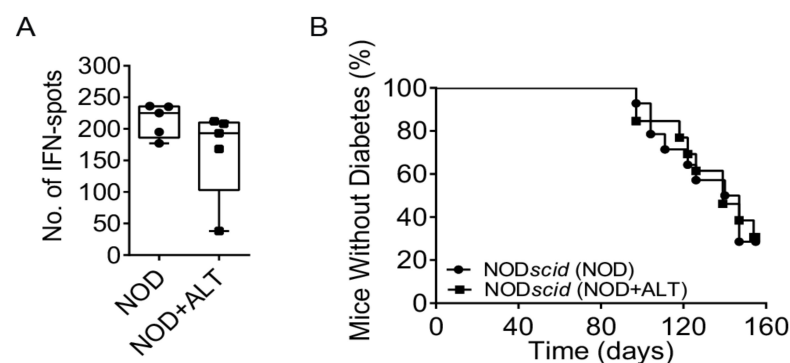 A
No. of IFN-spots
300
250
200
150
100
50
0
NOD
NOD+ALT
B
Mice Without Diabetes (%)
100
80
60
40
20
0
NODscid (NOD)
NODscid (NOD+ALT)
0 40 80 120 160
Time (days)